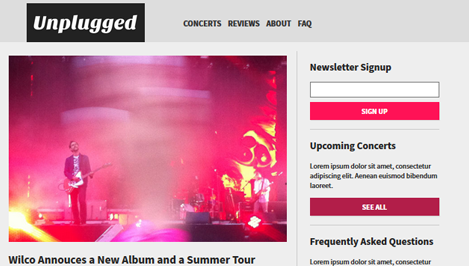 Unplugged
CONCERTS REVIEWS ABOUT FAQ
Wilco Annouces a New Album and a Summer Tour
Newsletter Signup
SIGN UP
Upcoming Concerts
Lorem ipsum dolor sit amet, consectetur
adipiscing elit. Aenean euismod bibendum
laoreet.
SEE ALL
Frequently Asked Questions
Lorem ipsum dolor sit amet, consectetur